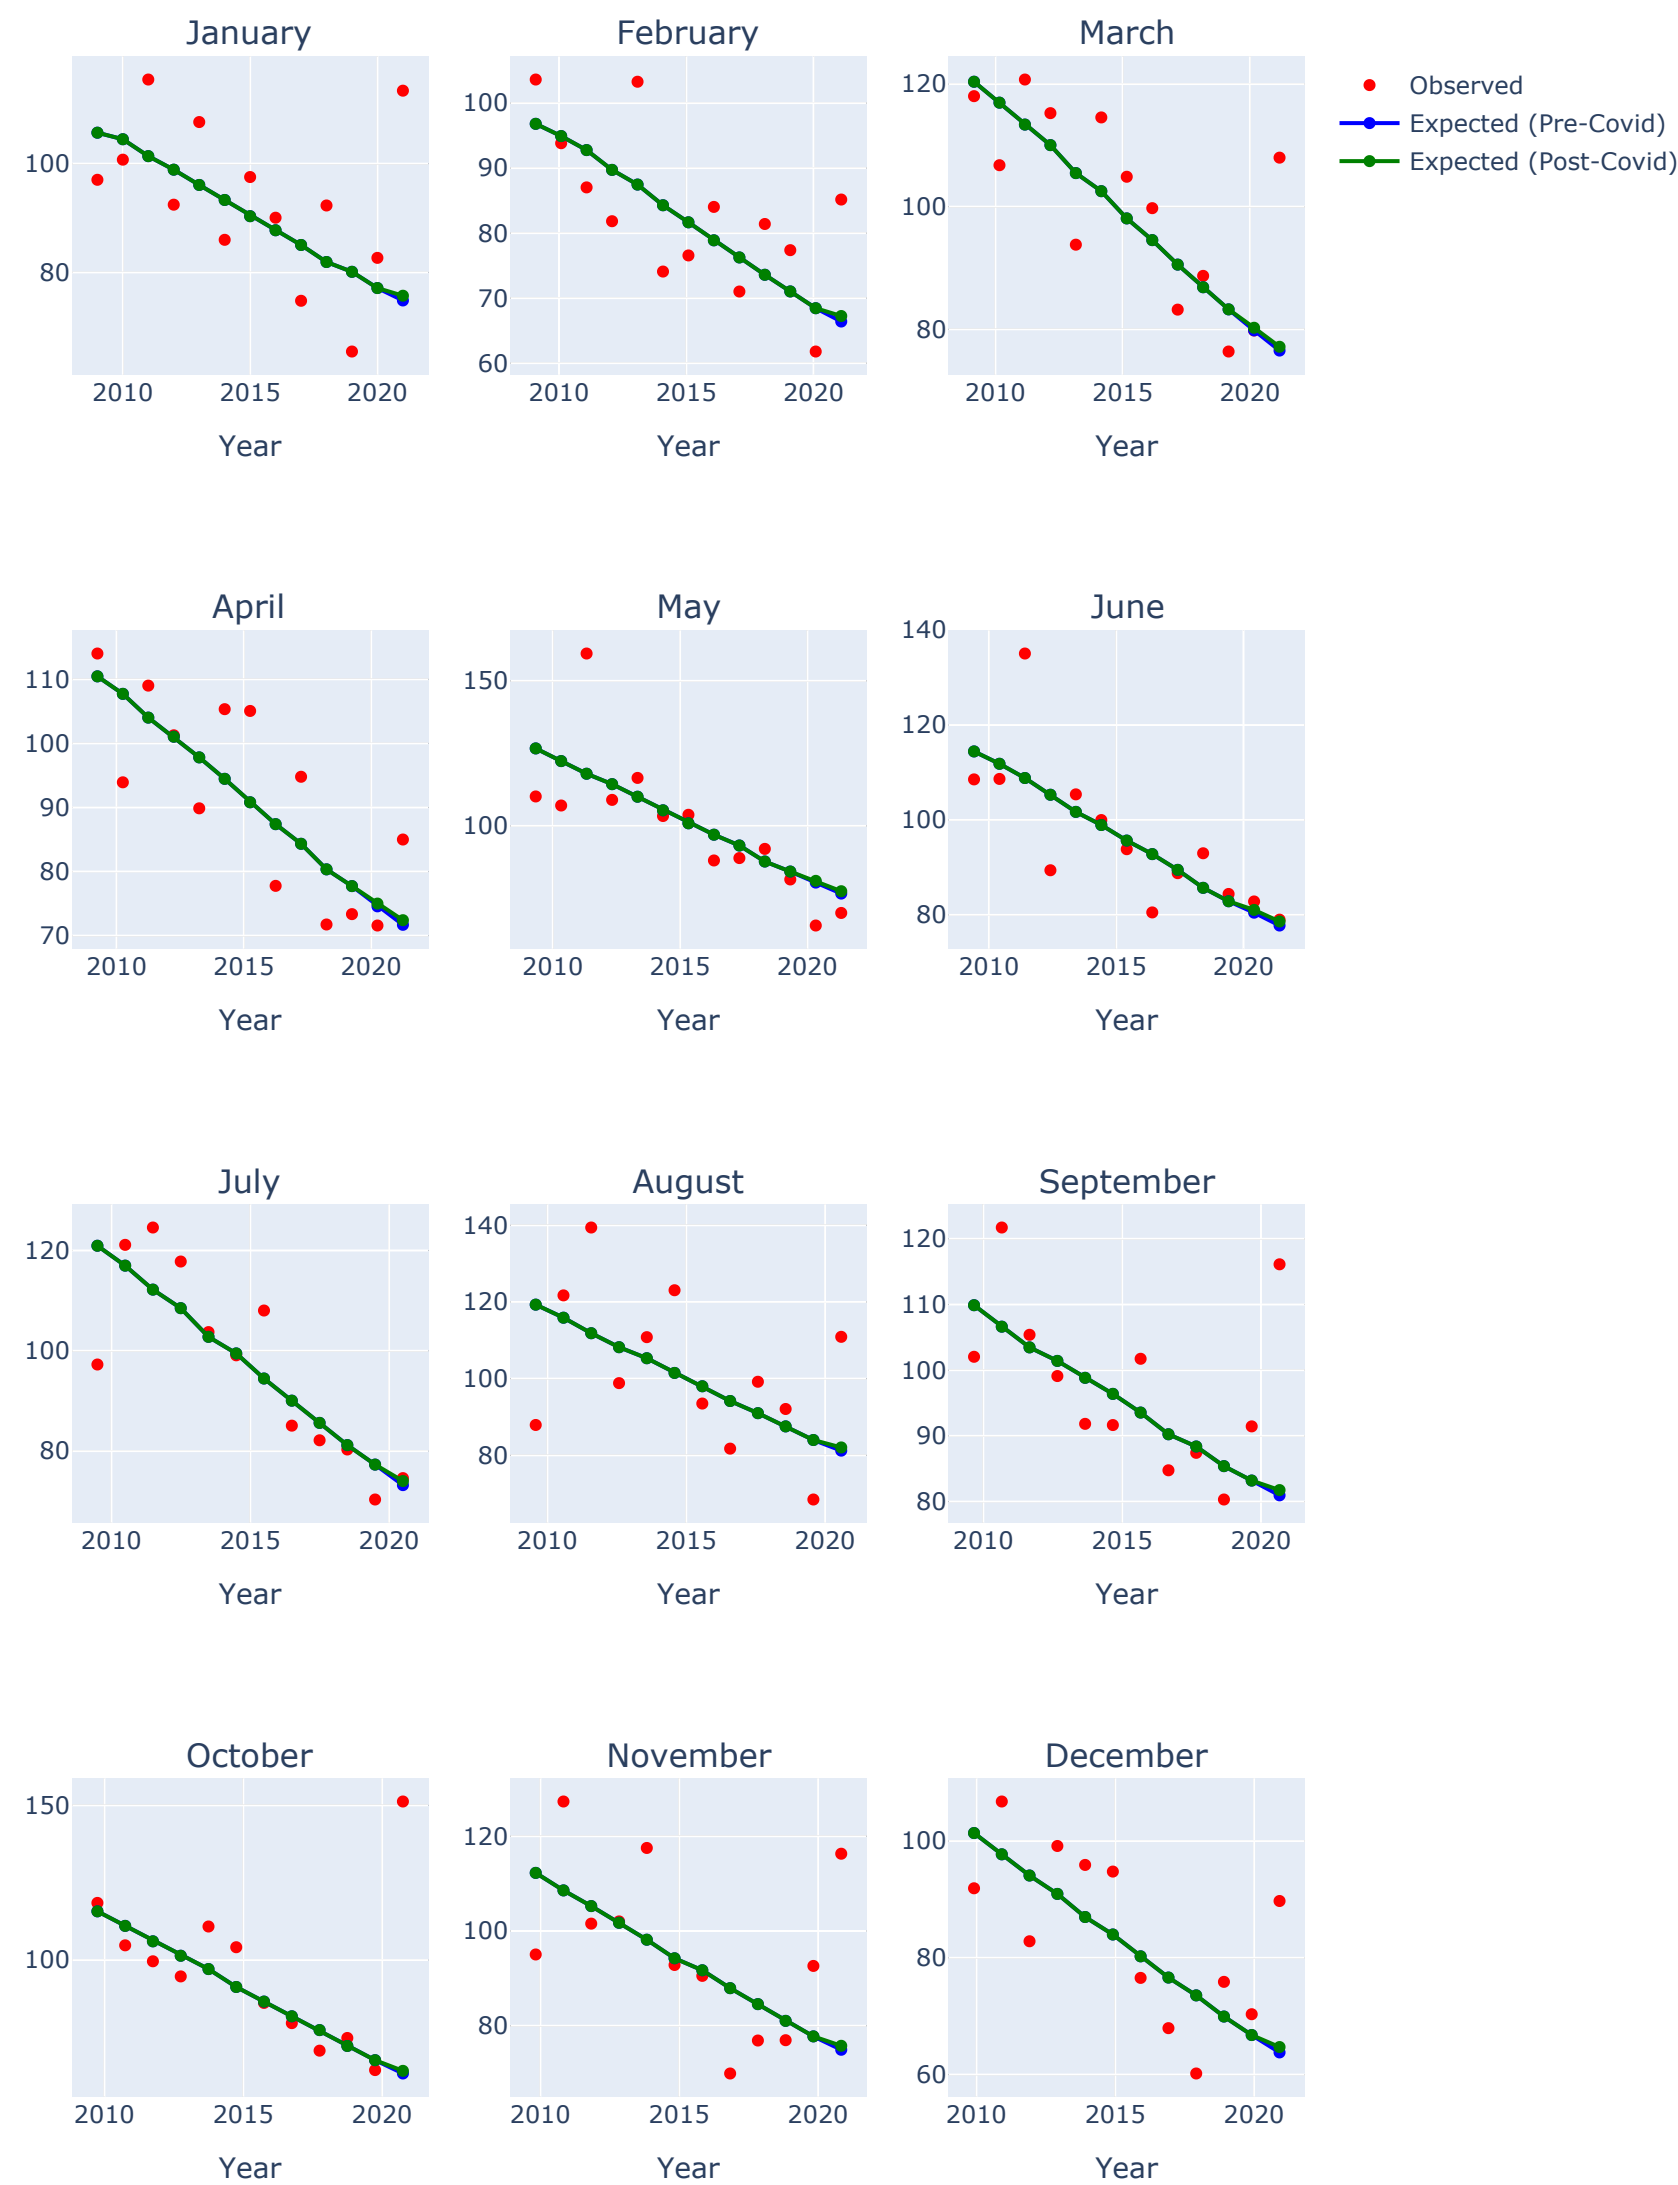 January
February
March
Observed
Expected (Pre-Covid)
Expected (Post-Covid)
100
80
2010
2015
2020
Year
100
90
80
70
60
2010
2015
2020
Year
120
100
80
2010
2015
2020
Year
April
May
June
110
100
90
80
70
2010
2015
2020
Year
150
100
2010
2015
2020
Year
140
120
100
80
2010
2015
2020
Year
July
August
September
120
100
80
2010
2015
2020
Year
140
120
100
80
2010
2015
2020
Year
120
110
100
90
80
2010
2015
2020
Year
October
November
December
150
100
2010
2015
2020
Year
120
100
80
2010
2015
2020
Year
100
80
60
2010
2015
2020
Year